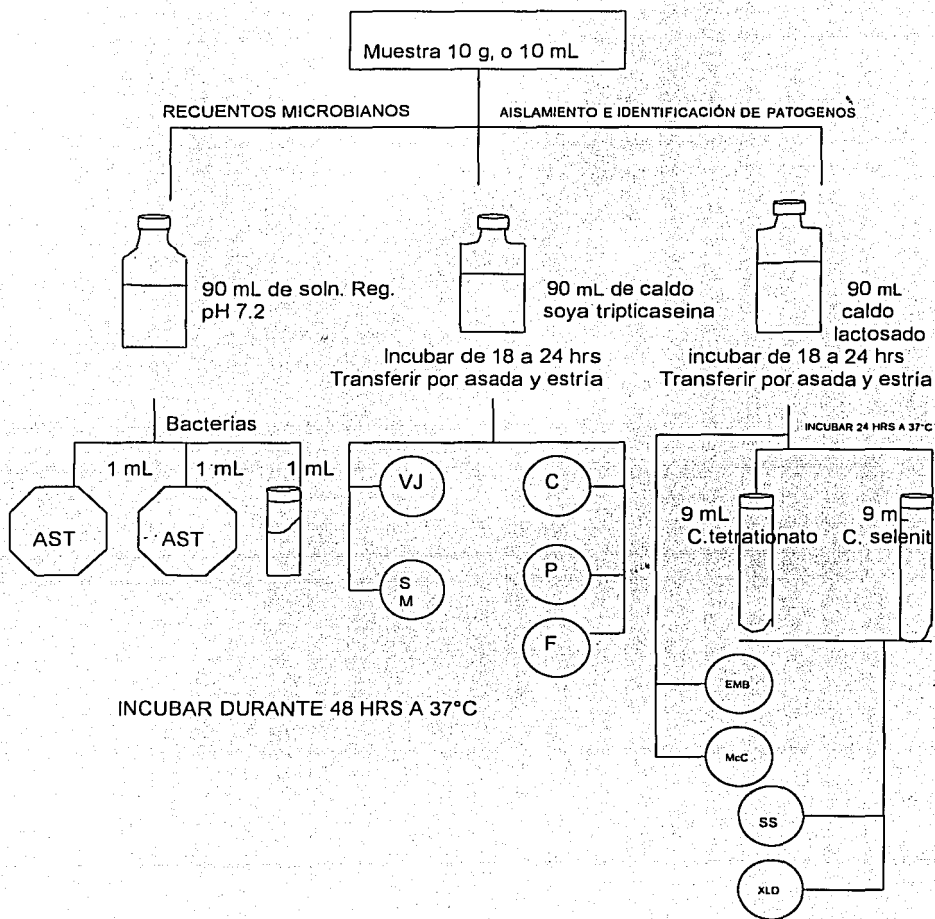 Muestra 10 g, o 10 mL
RECUENTOS MICROBIANOS
AISLAMIENTO E IDENTIFICACIÓN DE PATOGENOS
90 mL de soln. Reg.
pH 7.2
90 mL de caldo
soya tripticaseina
90 mL
caldo
lactosado
Incubar de 18 a 24 hrs
Transferir por asada y estría
incubar de 18 a 24 hrs
Transferir por asada y estría
Bacterias
INCUBAR 24 HRS A 37°C
1 mL
1 mL
1 mL
AST
AST
VJ
S
M
C
P
F
9 mL
C.tetrationato
9 mL
C. selenit
EMB
McC
SS
XLD
INCUBAR DURANTE 48 HRS A 37°C